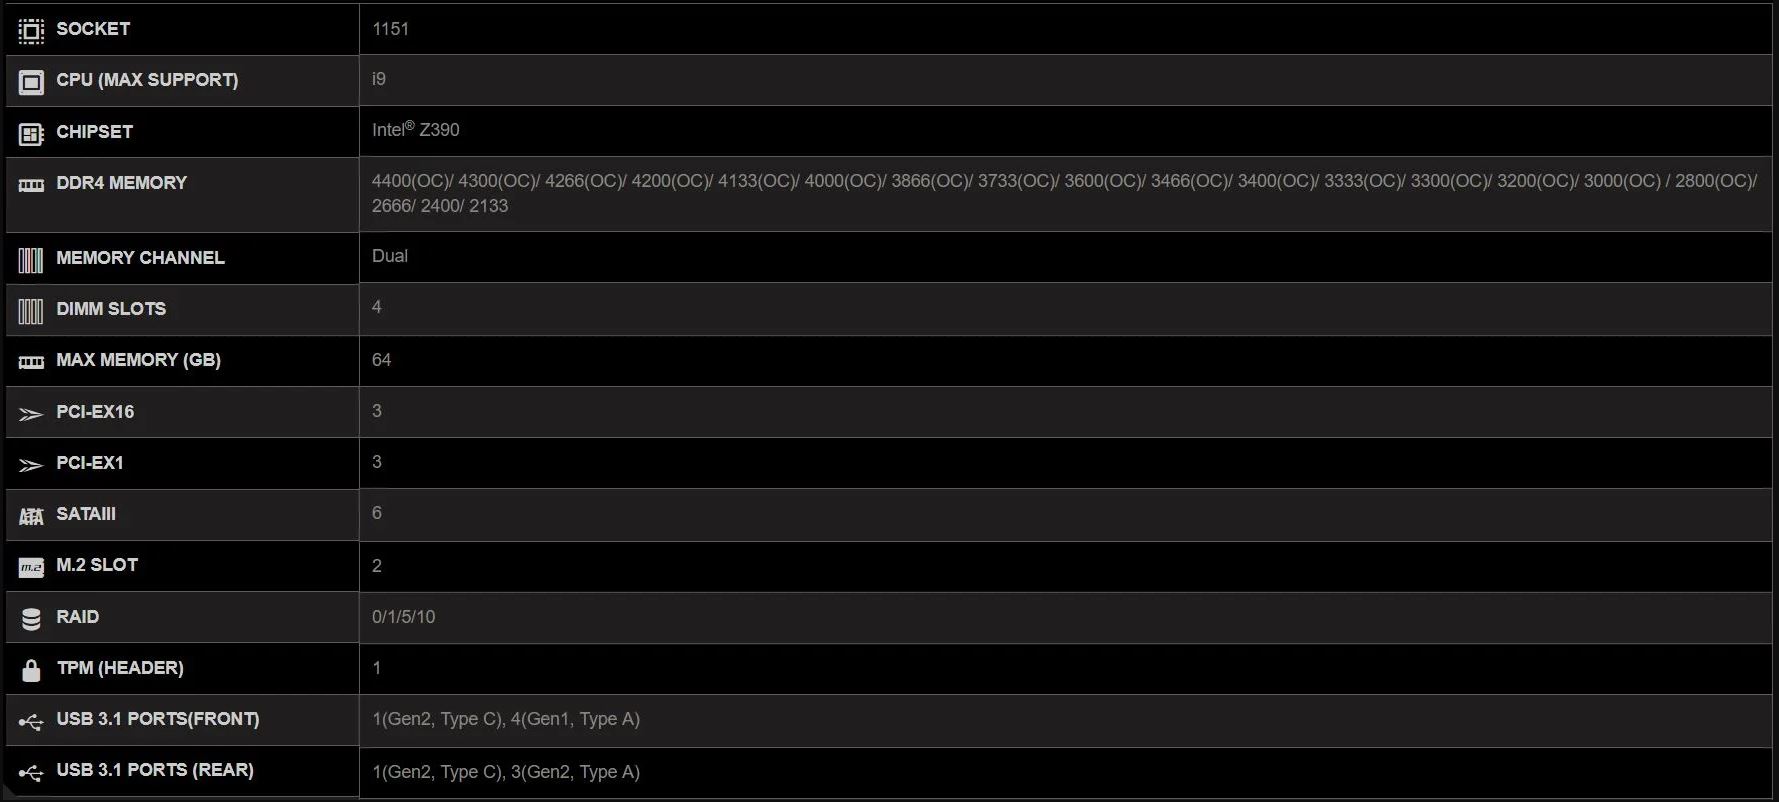 SOCKET
1151
CPU (MAX SUPPORT)
i9
CHIPSET
Intel® Z390
DDR4 MEMORY
4400(OC)/ 4300(OC)/ 4266(OC)/ 4200(OC)/ 4133(OC)/ 4000(OC)/ 3866(OC)/ 3733(OC)/ 3600(OC)/ 3466(OC)/ 3400(OC)/ 3333(OC)/ 3300(OC)/ 3200(OC)/ 3000(OC) / 2800(OC)/
2666/ 2400/ 2133
MEMORY CHANNEL
Dual
DIMM SLOTS
4
MAX MEMORY (GB)
64
PCI-EX16
3
PCI-EX1
3
SATAIII
6
m.2
M.2 SLOT
2
RAID
0/1/5/10
TPM (HEADER)
1
USB 3.1 PORTS(FRONT)
1(Gen2, Type C), 4(Gen1, Type A)
USB 3.1 PORTS (REAR)
1(Gen2, Type C), 3(Gen2, Type A)